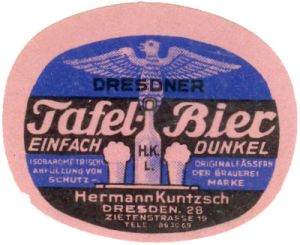 DRESDNER
Tafel-Bier
EINFACH DUNKEL
H.K.
L.
ISOBAROMETRISCHE
ABFÜLLUNG VON
SCHUTZ-
ORIGINALFÄSSERN
DER BRAUEREI
MARKE
Hermann Kuntzsch
DRESDEN. 28
ZIETENSTRASSE 19
TELE.